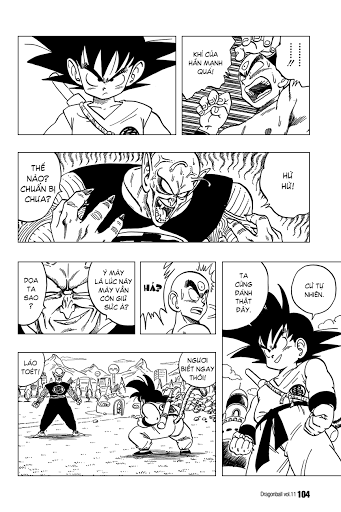 KHÍ CỦA
HẮN MẠNH
QUÁ!
THẾ
NÀO?
CHUẨN BỊ
CHƯA?
HỪ
HỪ!
DỌA
TA
SAO
?
Ý MÀY
LÀ LÚC NÃY
MÀY VẪN
CÒN GIỮ
SỨC Á?
HẢ?
TA
CŨNG
ĐÁNH
THẬT
ĐÂY.
CỨ TỰ
NHIÊN.
LÁO
TOÉT!
NGƯƠI
BIẾT NGAY
THÔI!
Dragonball vol.11 104